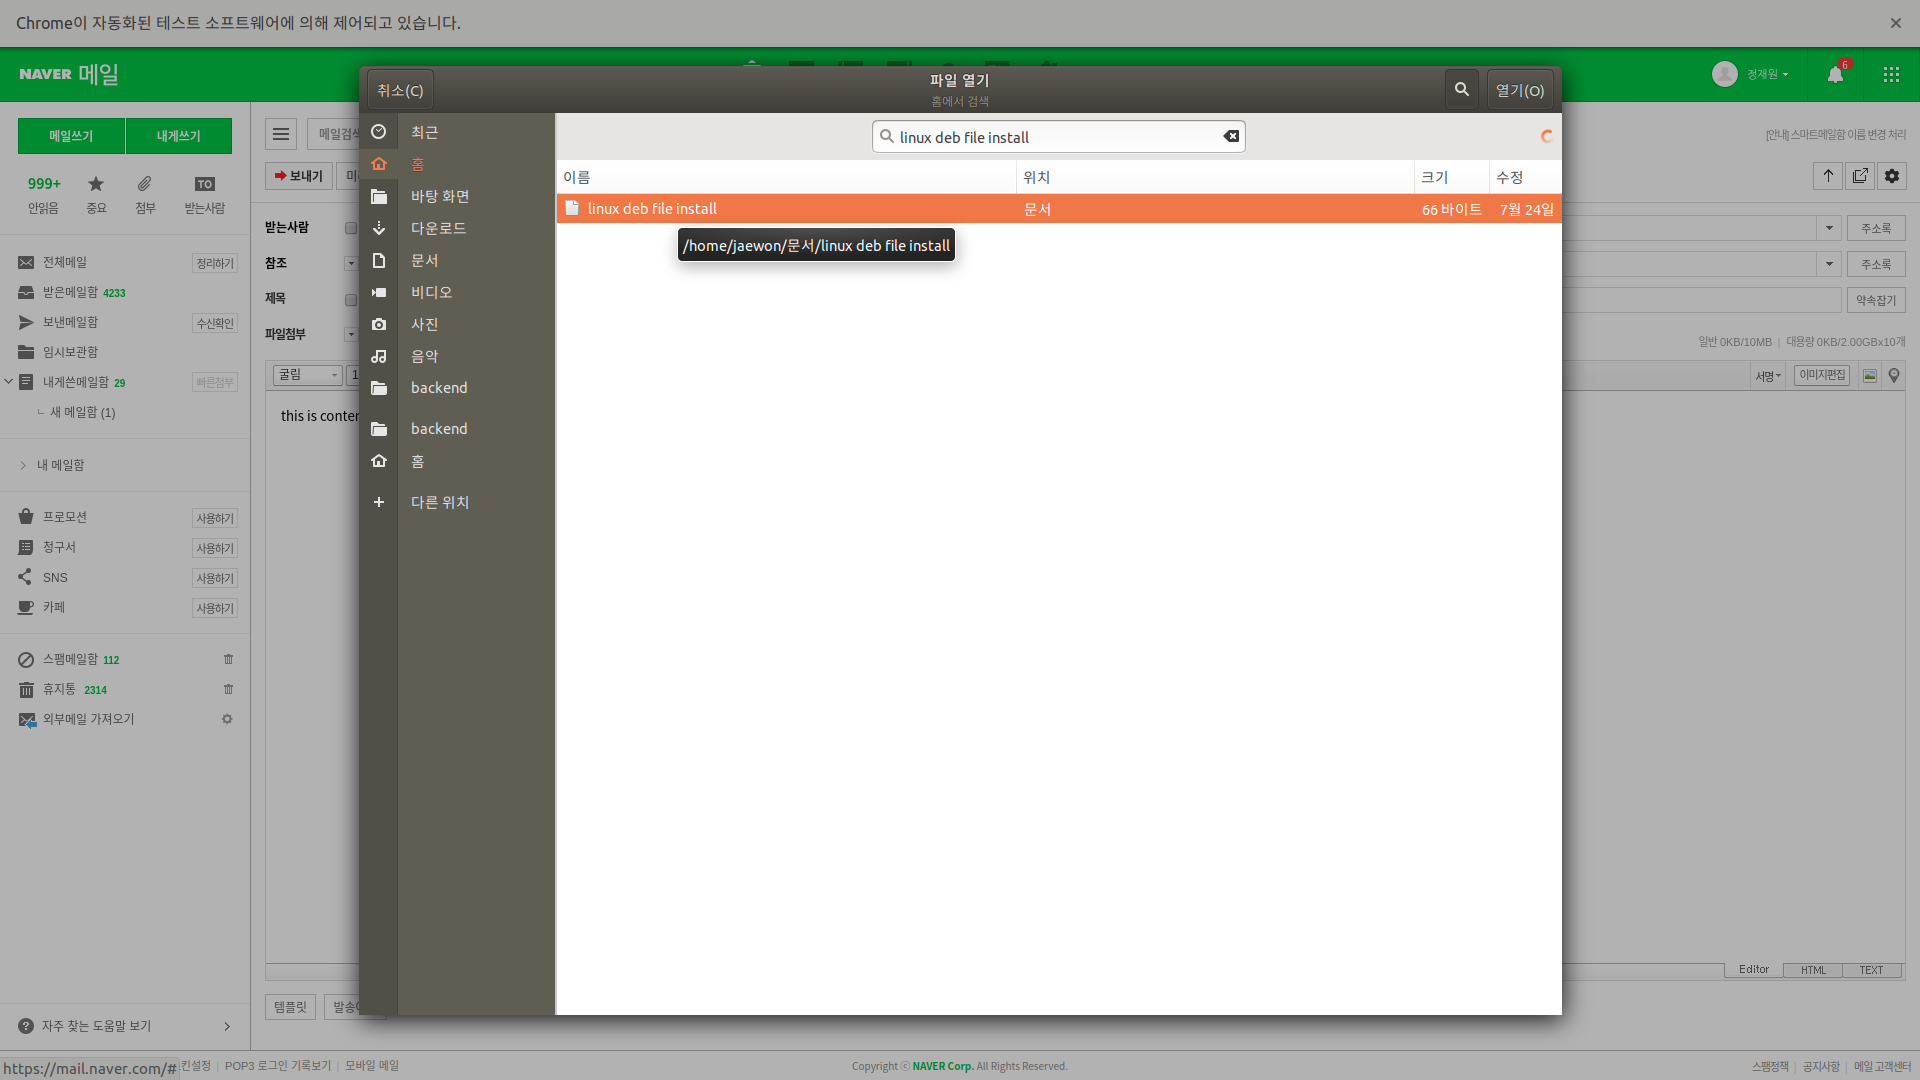 Chrome이 자동화된 테스트 소프트웨어에 의해 제어되고 있습니다.
NAVER 메일
정재원
6
취소(C)
파일 열기
홈에서 검색
열기(O)
linux deb file install
최근
홈
바탕 화면
다운로드
문서
비디오
사진
음악
backend
backend
홈
다른 위치
이름
위치
크기
수정
linux deb file install
문서
66 바이트
7월 24일
/home/jaewon/문서/linux deb file install
메일쓰기
내게쓰기
999+
안읽음
중요
첨부
TO
받는사람
전체메일
정리하기
받은메일함 4233
보낸메일함
수신확인
임시보관함
내게쓴메일함 29
빠른첨부
새 메일함 (1)
내 메일함
프로모션
사용하기
청구서
사용하기
SNS
사용하기
카페
사용하기
스팸메일함 112
휴지통 2314
외부메일 가져오기
자주 찾는 도움말 보기
메일검색
[안내] 스마트메일함 이름 변경 처리
보내기
받는사람
주소록
참조
주소록
제목
약속잡기
파일첨부
일반 0KB/10MB | 대용량 0KB/2.00GBx10개
굴림
1
서명
이미지편집
this is conter
Editor
HTML
TEXT
템플릿
https://mail.naver.com/#
킨설정 | POP3 로그인 기록보기 | 모바일 메일
Copyright ⓒ NAVER Corp. All Rights Reserved.
스팸정책 | 공지사항 | 메일 고객센터